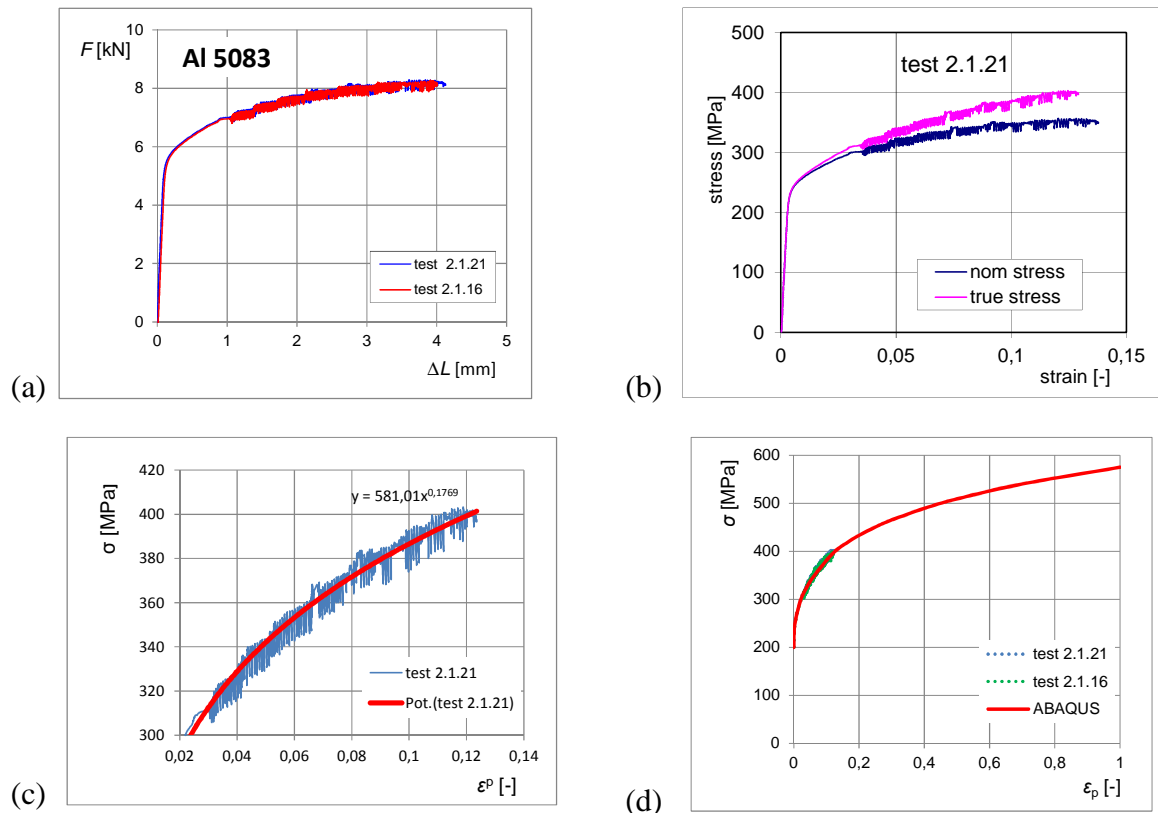 F [kN]
Al 5083
10
8
6
4
2
0
0 1 2 3 4 5
ΔL [mm]
test 2.1.21
test 2.1.16
(a)
stress [MPa]
test 2.1.21
500
400
300
200
100
0
0 0,05 0,1 0,15
strain [-]
nom stress
true stress
(b)
σ [MPa]
420
400
380
360
340
320
300
0,02 0,04 0,06 0,08 0,1 0,12 0,14
εᵖ [-]
y = 581,01x^0,1769
test 2.1.21
Pot.(test 2.1.21)
(c)
σ [MPa]
600
500
400
300
200
100
0
0 0,2 0,4 0,6 0,8 1
εₚ [-]
test 2.1.21
test 2.1.16
ABAQUS
(d)